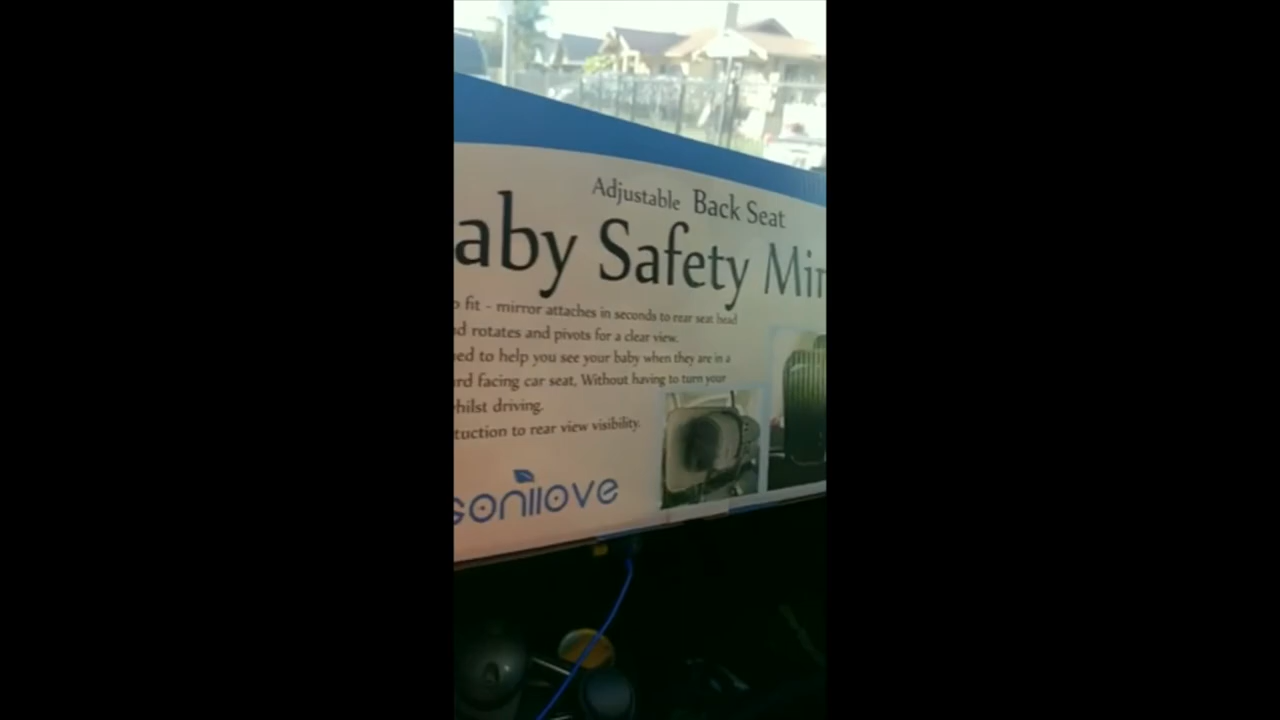 Adjustable Back Seat
aby Safety Mir
o fit - mirror attaches in seconds to rear seat head
d rotates and pivots for a clear view.
ed to help you see your baby when they are in a
rd facing car seat, Without having to turn your
hilst driving.
tuction to rear view visibility.
sonilove